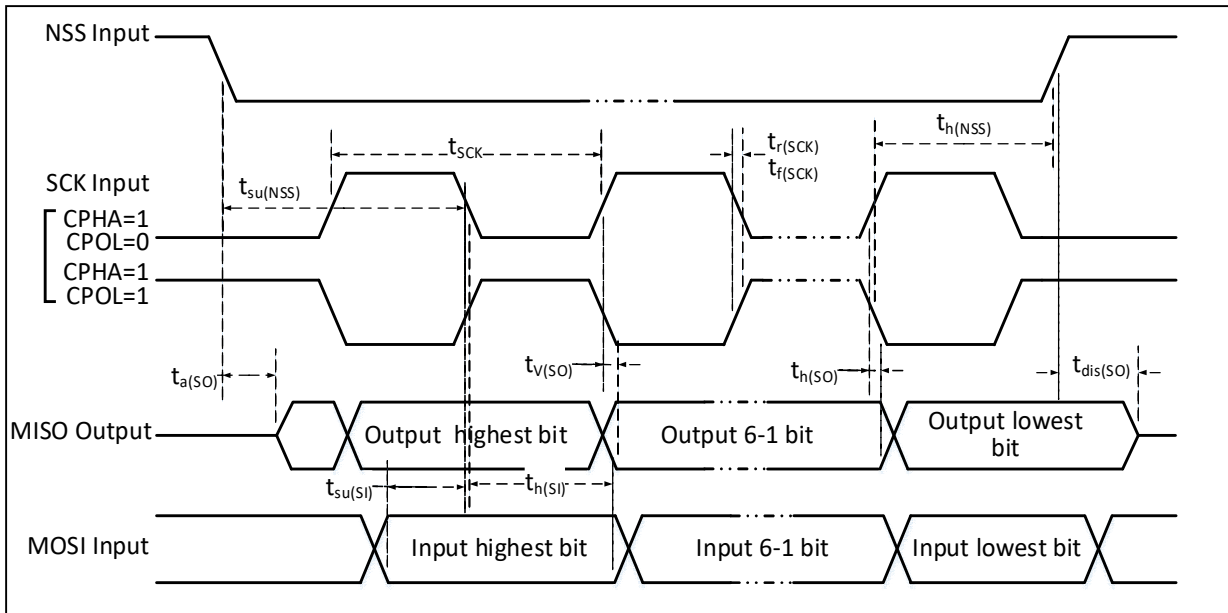 NSS Input
th(NSS)
tSCK
tr(SCK)
tf(SCK)
SCK Input
tsu(NSS)
CPHA=1
CPOL=0
CPHA=1
CPOL=1
ta(SO)
tV(SO)
th(SO)
tdis(SO)
MISO Output
Output highest bit
Output 6-1 bit
Output lowest
bit
tsu(SI)
th(SI)
MOSI Input
Input highest bit
Input 6-1 bit
Input lowest bit